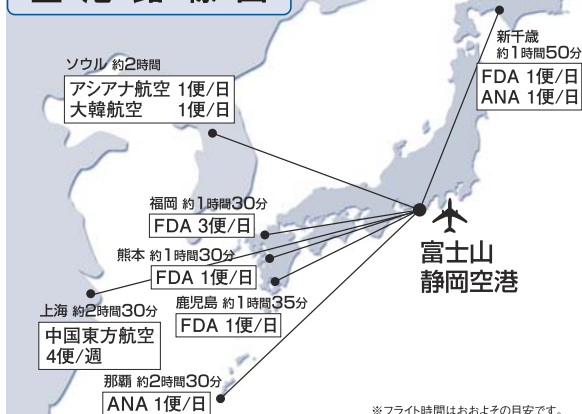 新千歳
約1時間50分
FDA 1便/日
ANA 1便/日
ソウル 約2時間
アシアナ航空 1便/日
大韓航空 1便/日
福岡 約1時間30分
FDA 3便/日
熊本 約1時間30分
FDA 1便/日
鹿児島 約1時間35分
FDA 1便/日
上海 約2時間30分
中国東方航空
4便/週
那覇 約2時間30分
ANA 1便/日
富士山
静岡空港
※フライト時間はおおよその目安です。